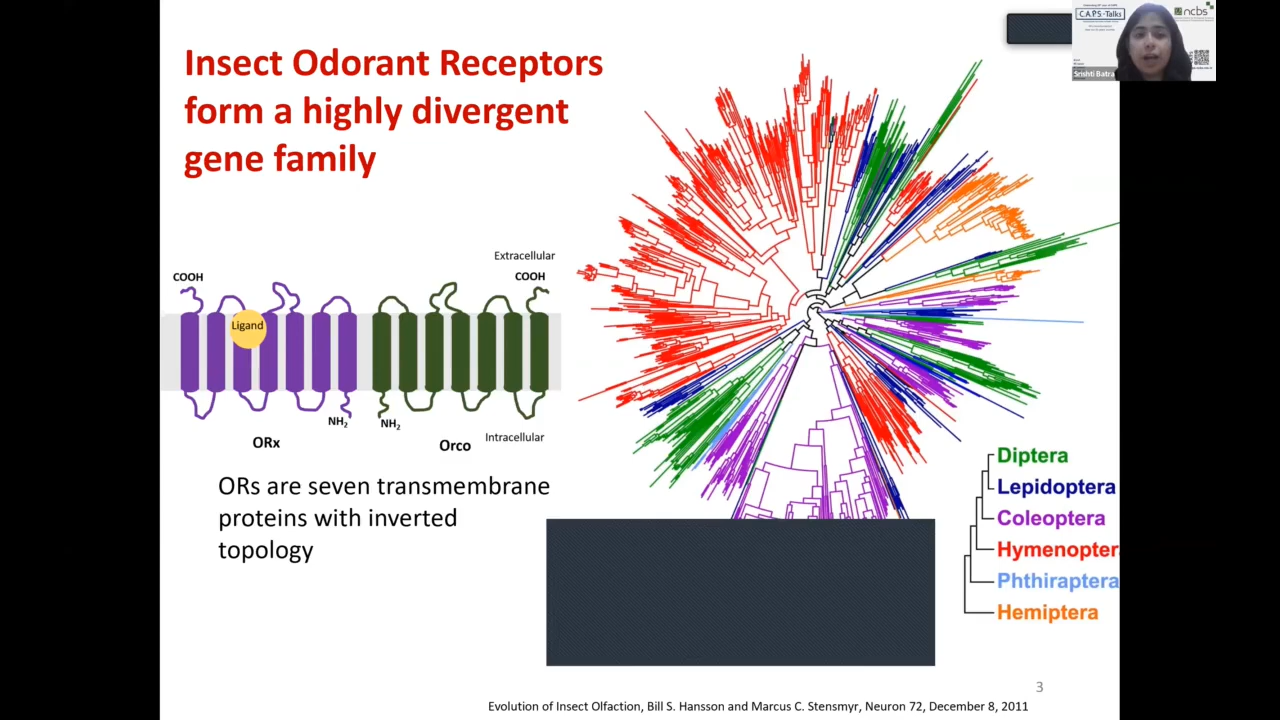 Insect Odorant Receptors
form a highly divergent
gene family
C.A.P.S.-Talks
ncbs
Srishti Batra
Extracellular
COOH
COOH
Ligand
NH2
NH2
ORx
Orco
Intracellular
ORs are seven transmembrane
proteins with inverted
topology
Diptera
Lepidoptera
Coleoptera
Hymenopter
Phthiraptera
Hemiptera
3
Evolution of Insect Olfaction, Bill S. Hansson and Marcus C. Stensmyr, Neuron 72, December 8, 2011